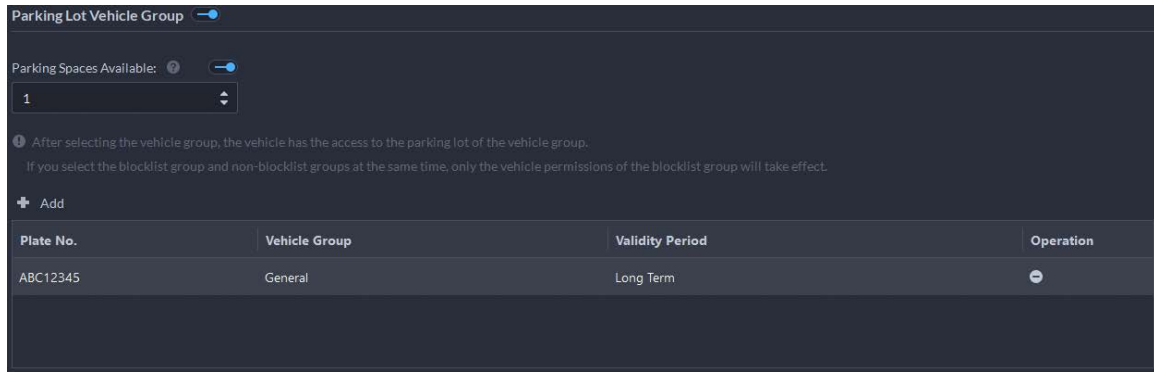 Parking Lot Vehicle Group
Parking Spaces Available:
1
After selecting the vehicle group, the vehicle has the access to the parking lot of the vehicle group.
If you select the blocklist group and non-blocklist groups at the same time, only the vehicle permissions of the blocklist group will take effect.
Add
Plate No. Vehicle Group Validity Period Operation
ABC12345 General Long Term